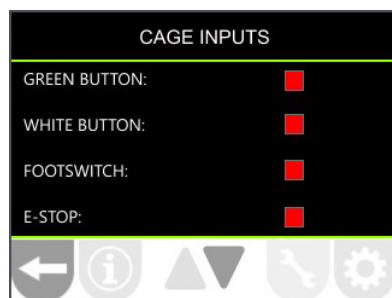 CAGE INPUTS
GREEN BUTTON:
WHITE BUTTON:
FOOTSWITCH:
E-STOP: